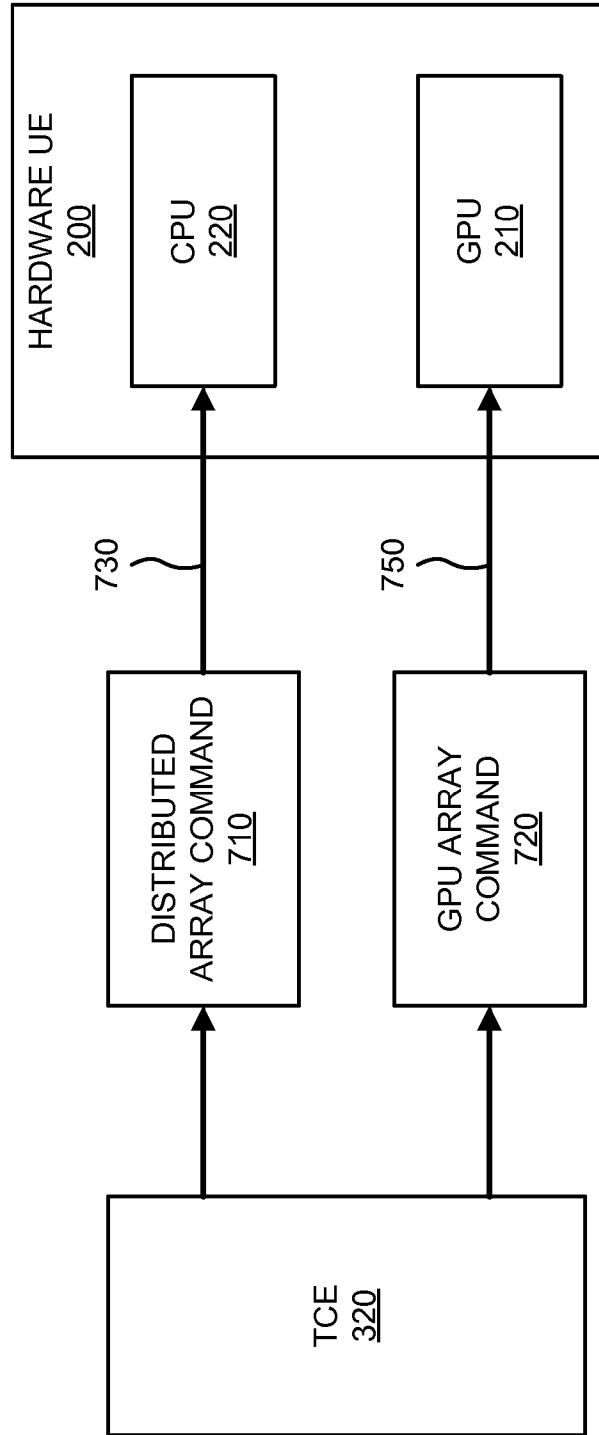 TCE
320
DISTRIBUTED
ARRAY COMMAND
710
GPU ARRAY
COMMAND
720
730
750
HARDWARE UE
200
CPU
220
GPU
210